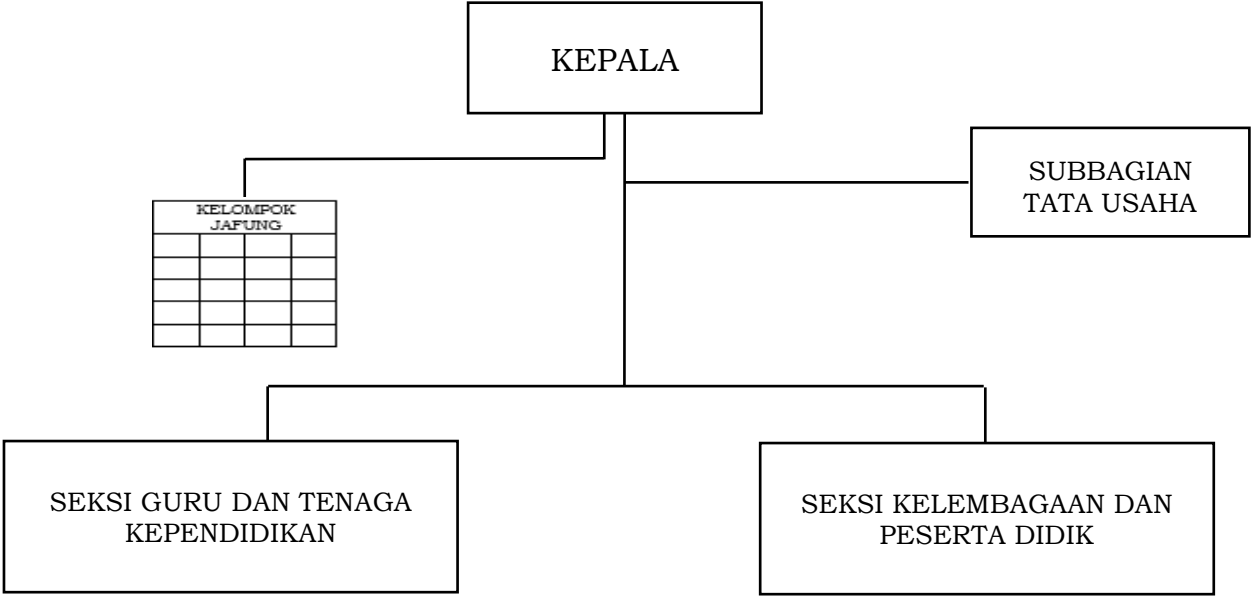 KEPALA
SUBBAGIAN
TATA USAHA
KELOMPOK
JAFUNG
SEKSI GURU DAN TENAGA
KEPENDIDIKAN
SEKSI KELEMBAGAAN DAN
PESERTA DIDIK